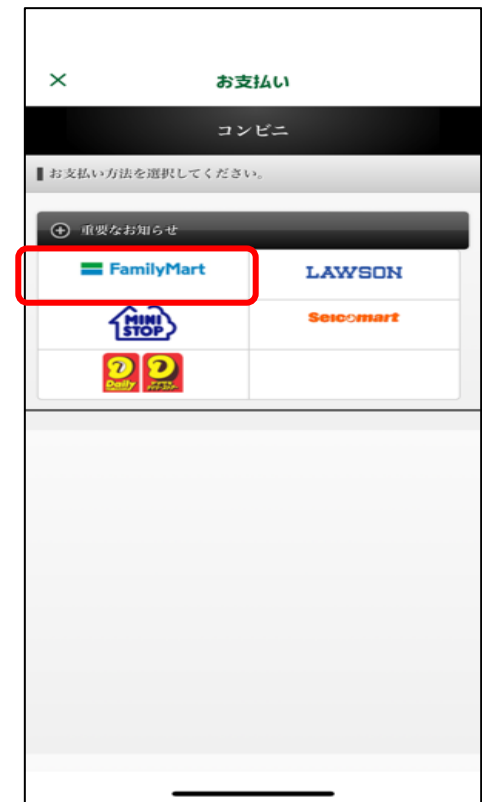 ×
お支払い
コンビニ
お支払い方法を選択してください。
重要なお知らせ
FamilyMart
LAWSON
MINI
STOP
Seicomart
Daily